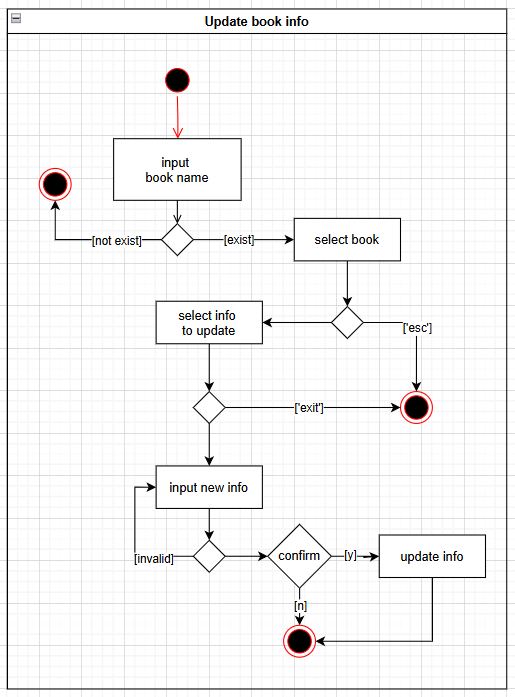 Update book info
input
book name
[not exist]
[exist]
select book
select info
to update
['esc']
['exit']
input new info
[invalid]
confirm
[y]
update info
[n]